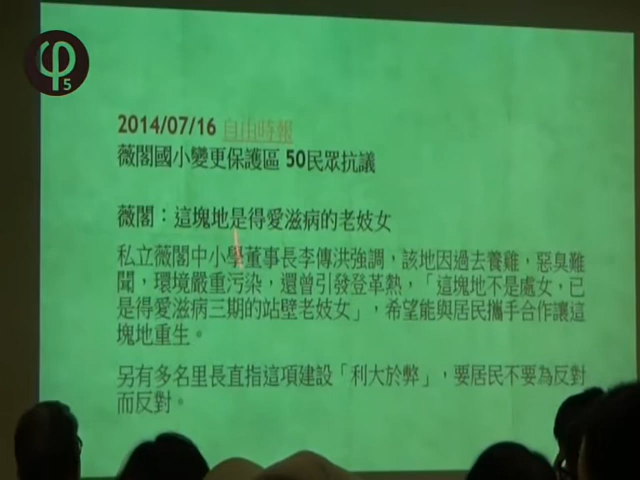 φ5
2014/07/16 自由時報
薇閣國小變更保護區 50民眾抗議
薇閣：這塊地是得愛滋病的老妓女
私立薇閣中小學董事長李傳洪強調，該地因過去養雞，惡臭難
聞，環境嚴重污染，還曾引發登革熱，「這塊地不是處女，已
是得愛滋病三期的站壁老妓女」，希望能與居民攜手合作讓這
塊地重生。
另有多名里長直指這項建設「利大於弊」，要居民不要為反對
而反對。